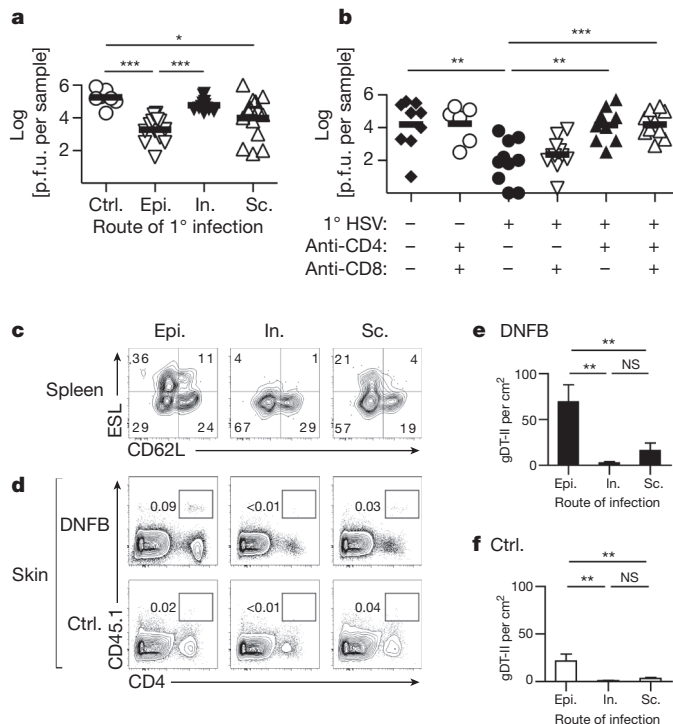 a
*
*** ***
Log
[p.f.u. per sample]
6
4
2
Ctrl. Epi. In. Sc.
Route of 1° infection
b
***
** **
Log
[p.f.u. per sample]
6
4
2
1° HSV: – – + + + +
Anti-CD4: – + – – + +
Anti-CD8: – + – + – +
c
Epi. In. Sc.
Spleen
ESL
36 11
29 24
4 1
67 29
21 4
57 19
CD62L
d
Skin
DNFB
0.09 <0.01 0.03
Ctrl.
0.02 <0.01 0.04
CD45.1
CD4
e DNFB
**
** NS
gDT-II per cm²
100
50
0
Epi. In. Sc.
Route of infection
f Ctrl.
**
** NS
gDT-II per cm²
100
50
0
Epi. In. Sc.
Route of infection